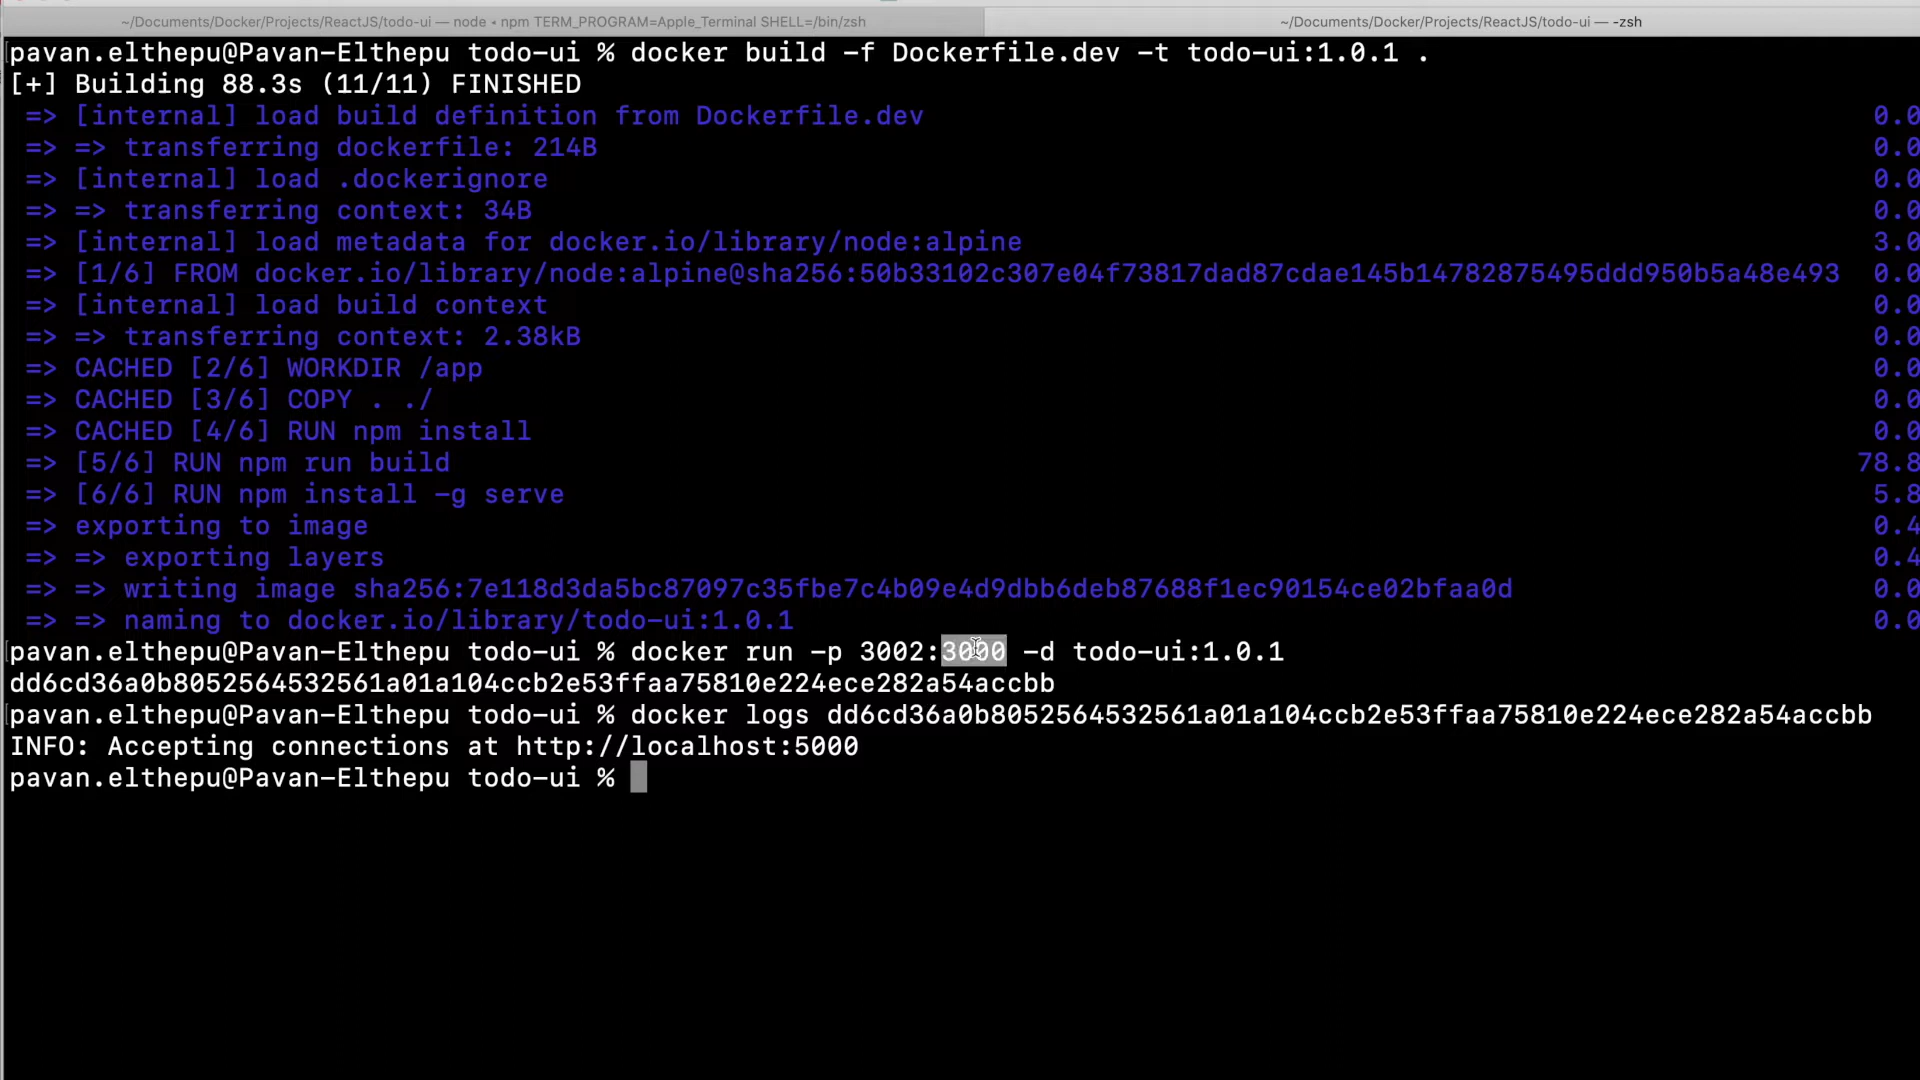 ~/Documents/Docker/Projects/ReactJS/todo-ui — node ◂ npm TERM_PROGRAM=Apple_Terminal SHELL=/bin/zsh
~/Documents/Docker/Projects/ReactJS/todo-ui — -zsh
pavan.elthepu@Pavan-Elthepu todo-ui % docker build -f Dockerfile.dev -t todo-ui:1.0.1 .
[+] Building 88.3s (11/11) FINISHED
=> [internal] load build definition from Dockerfile.dev 0.0
=> => transferring dockerfile: 214B 0.0
=> [internal] load .dockerignore 0.0
=> => transferring context: 34B 0.0
=> [internal] load metadata for docker.io/library/node:alpine 3.0
=> [1/6] FROM docker.io/library/node:alpine@sha256:50b33102c307e04f73817dad87cdae145b14782875495ddd950b5a48e493 0.0
=> [internal] load build context 0.0
=> => transferring context: 2.38kB 0.0
=> CACHED [2/6] WORKDIR /app 0.0
=> CACHED [3/6] COPY . ./ 0.0
=> CACHED [4/6] RUN npm install 0.0
=> [5/6] RUN npm run build 78.8
=> [6/6] RUN npm install -g serve 5.8
=> exporting to image 0.4
=> => exporting layers 0.4
=> => writing image sha256:7e118d3da5bc87097c35fbe7c4b09e4d9dbb6deb87688f1ec90154ce02bfaa0d 0.0
=> => naming to docker.io/library/todo-ui:1.0.1 0.0
pavan.elthepu@Pavan-Elthepu todo-ui % docker run -p 3002:3000 -d todo-ui:1.0.1
dd6cd36a0b8052564532561a01a104ccb2e53ffaa75810e224ece282a54accbb
pavan.elthepu@Pavan-Elthepu todo-ui % docker logs dd6cd36a0b8052564532561a01a104ccb2e53ffaa75810e224ece282a54accbb
INFO: Accepting connections at http://localhost:5000
pavan.elthepu@Pavan-Elthepu todo-ui %